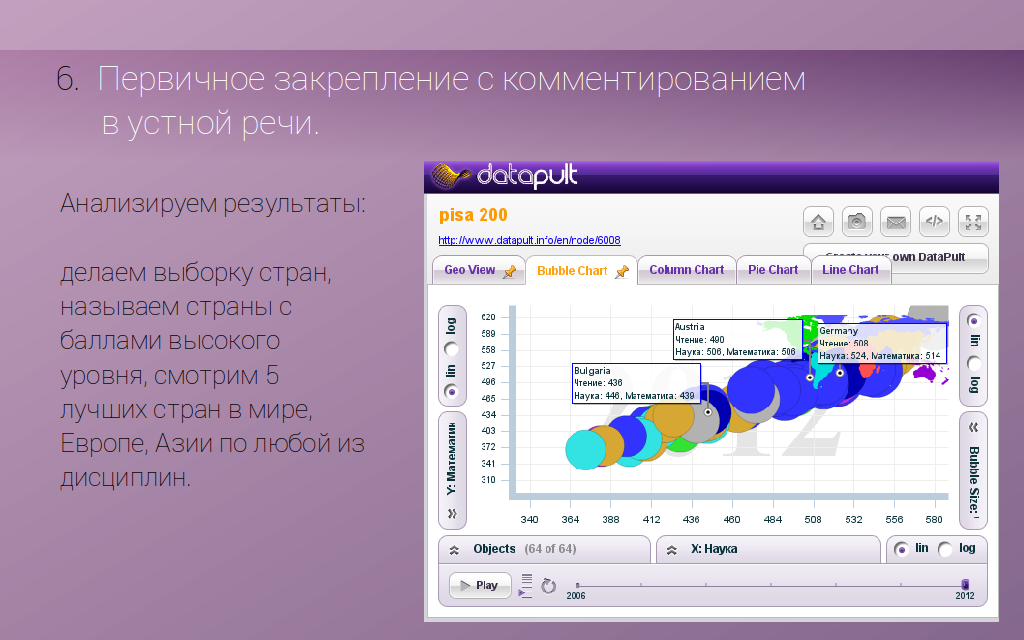 6. Первичное закрепление с комментированием
в устной речи.
Анализируем результаты:
делаем выборку стран,
называем страны с
баллами высокого
уровня, смотрим 5
лучших стран в мире,
Европе, Азии по любой из
дисциплин.
datapult
pisa 200
http://www.datapult.info/en/node/6008
Create your own DataPult
Geo View
Bubble Chart
Column Chart
Pie Chart
Line Chart
log
lin
Y: Математик
620
589
558
527
496
465
434
403
372
341
310
2012
Austria
Чтение: 490
Наука: 506, Математика: 506
Germany
Чтение: 508
Наука: 524, Математика: 514
Bulgaria
Чтение: 436
Наука: 446, Математика: 439
lin
log
Bubble Size:
340 364 388 412 436 460 484 508 532 556 580
Objects (64 of 64)
X: Наука
lin log
Play
2006
2012